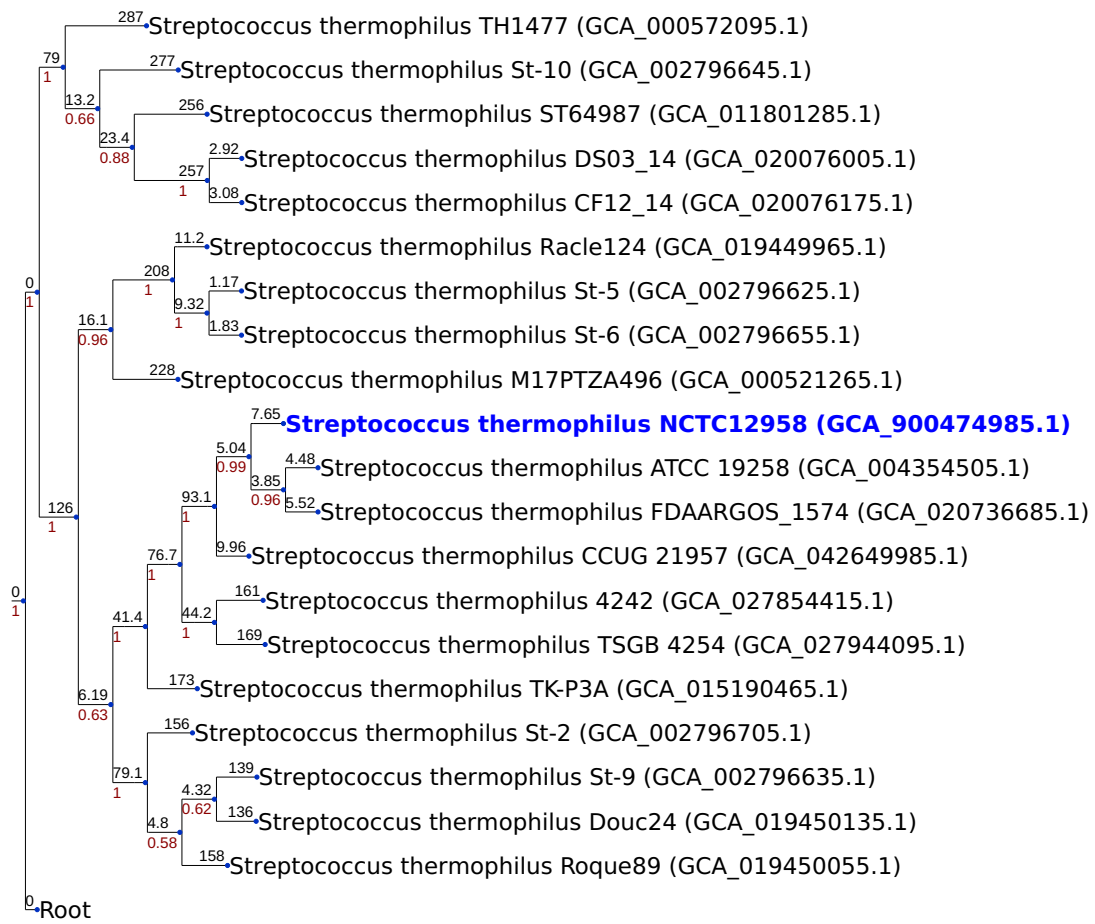 287 Streptococcus thermophilus TH1477 (GCA_000572095.1)
79
277 Streptococcus thermophilus St-10 (GCA_002796645.1)
1
13.2
256 Streptococcus thermophilus ST64987 (GCA_011801285.1)
0.66
23.4
2.92 Streptococcus thermophilus DS03_14 (GCA_020076005.1)
0.88
257
1
3.08 Streptococcus thermophilus CF12_14 (GCA_020076175.1)
11.2 Streptococcus thermophilus Racle124 (GCA_019449965.1)
208
1
0
1
1.17 Streptococcus thermophilus St-5 (GCA_002796625.1)
9.32
1
16.1
0.96
1.83 Streptococcus thermophilus St-6 (GCA_002796655.1)
228 Streptococcus thermophilus M17PTZA496 (GCA_000521265.1)
7.65 Streptococcus thermophilus NCTC12958 (GCA_900474985.1)
5.04
0.99
4.48 Streptococcus thermophilus ATCC 19258 (GCA_004354505.1)
3.85
0.96
93.1
1
5.52 Streptococcus thermophilus FDAARGOS_1574 (GCA_020736685.1)
126
1
9.96 Streptococcus thermophilus CCUG 21957 (GCA_042649985.1)
76.7
1
0
1
161 Streptococcus thermophilus 4242 (GCA_027854415.1)
41.4
1
44.2
1
169 Streptococcus thermophilus TSGB 4254 (GCA_027944095.1)
173 Streptococcus thermophilus TK-P3A (GCA_015190465.1)
6.19
0.63
156 Streptococcus thermophilus St-2 (GCA_002796705.1)
79.1
1
139 Streptococcus thermophilus St-9 (GCA_002796635.1)
4.32
0.62
4.8
0.58
136 Streptococcus thermophilus Douc24 (GCA_019450135.1)
158 Streptococcus thermophilus Roque89 (GCA_019450055.1)
0 Root